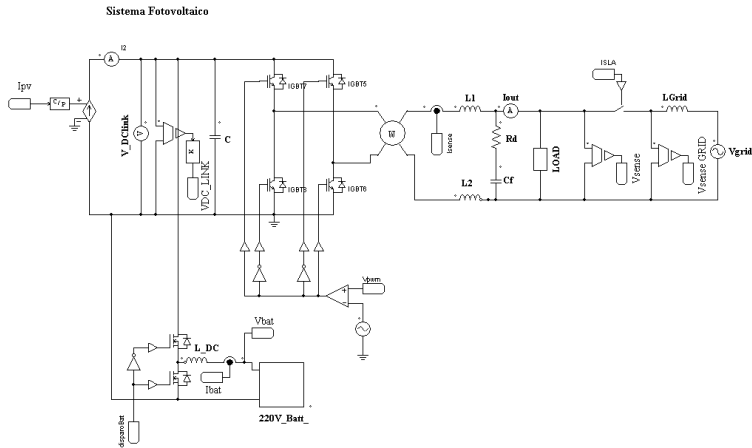 Sistema Fotovoltaico
I2
A
Ipv
C/P
V_DClink
V
K
VDC_LINK
C
IGBT7
IGBT5
IGBT8
IGBT6
W
Isense
L1
L2
Iout
A
Rd
Cf
LOAD
ISLA
LGrid
Vgrid
Vsense
Vsense GRID
Vpwm
Vbat
L_DC
Ibat
220V_Batt_
disparoBat